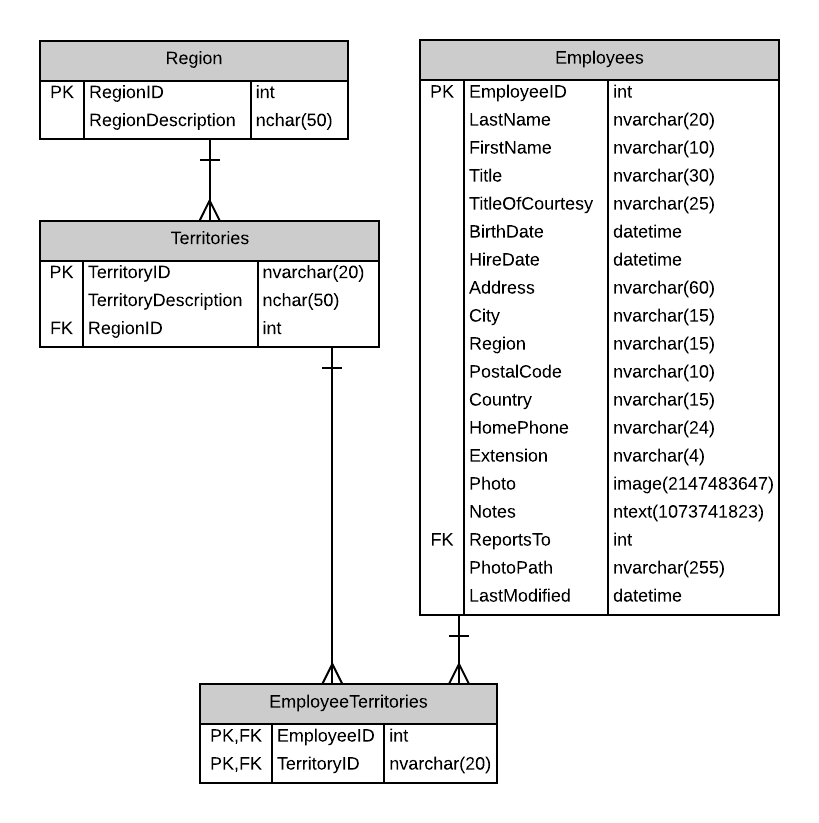 Region
PK RegionID int
RegionDescription nchar(50)
Territories
PK TerritoryID nvarchar(20)
TerritoryDescription nchar(50)
FK RegionID int
Employees
PK EmployeeID int
LastName nvarchar(20)
FirstName nvarchar(10)
Title nvarchar(30)
TitleOfCourtesy nvarchar(25)
BirthDate datetime
HireDate datetime
Address nvarchar(60)
City nvarchar(15)
Region nvarchar(15)
PostalCode nvarchar(10)
Country nvarchar(15)
HomePhone nvarchar(24)
Extension nvarchar(4)
Photo image(2147483647)
Notes ntext(1073741823)
FK ReportsTo int
PhotoPath nvarchar(255)
LastModified datetime
EmployeeTerritories
PK,FK EmployeeID int
PK,FK TerritoryID nvarchar(20)